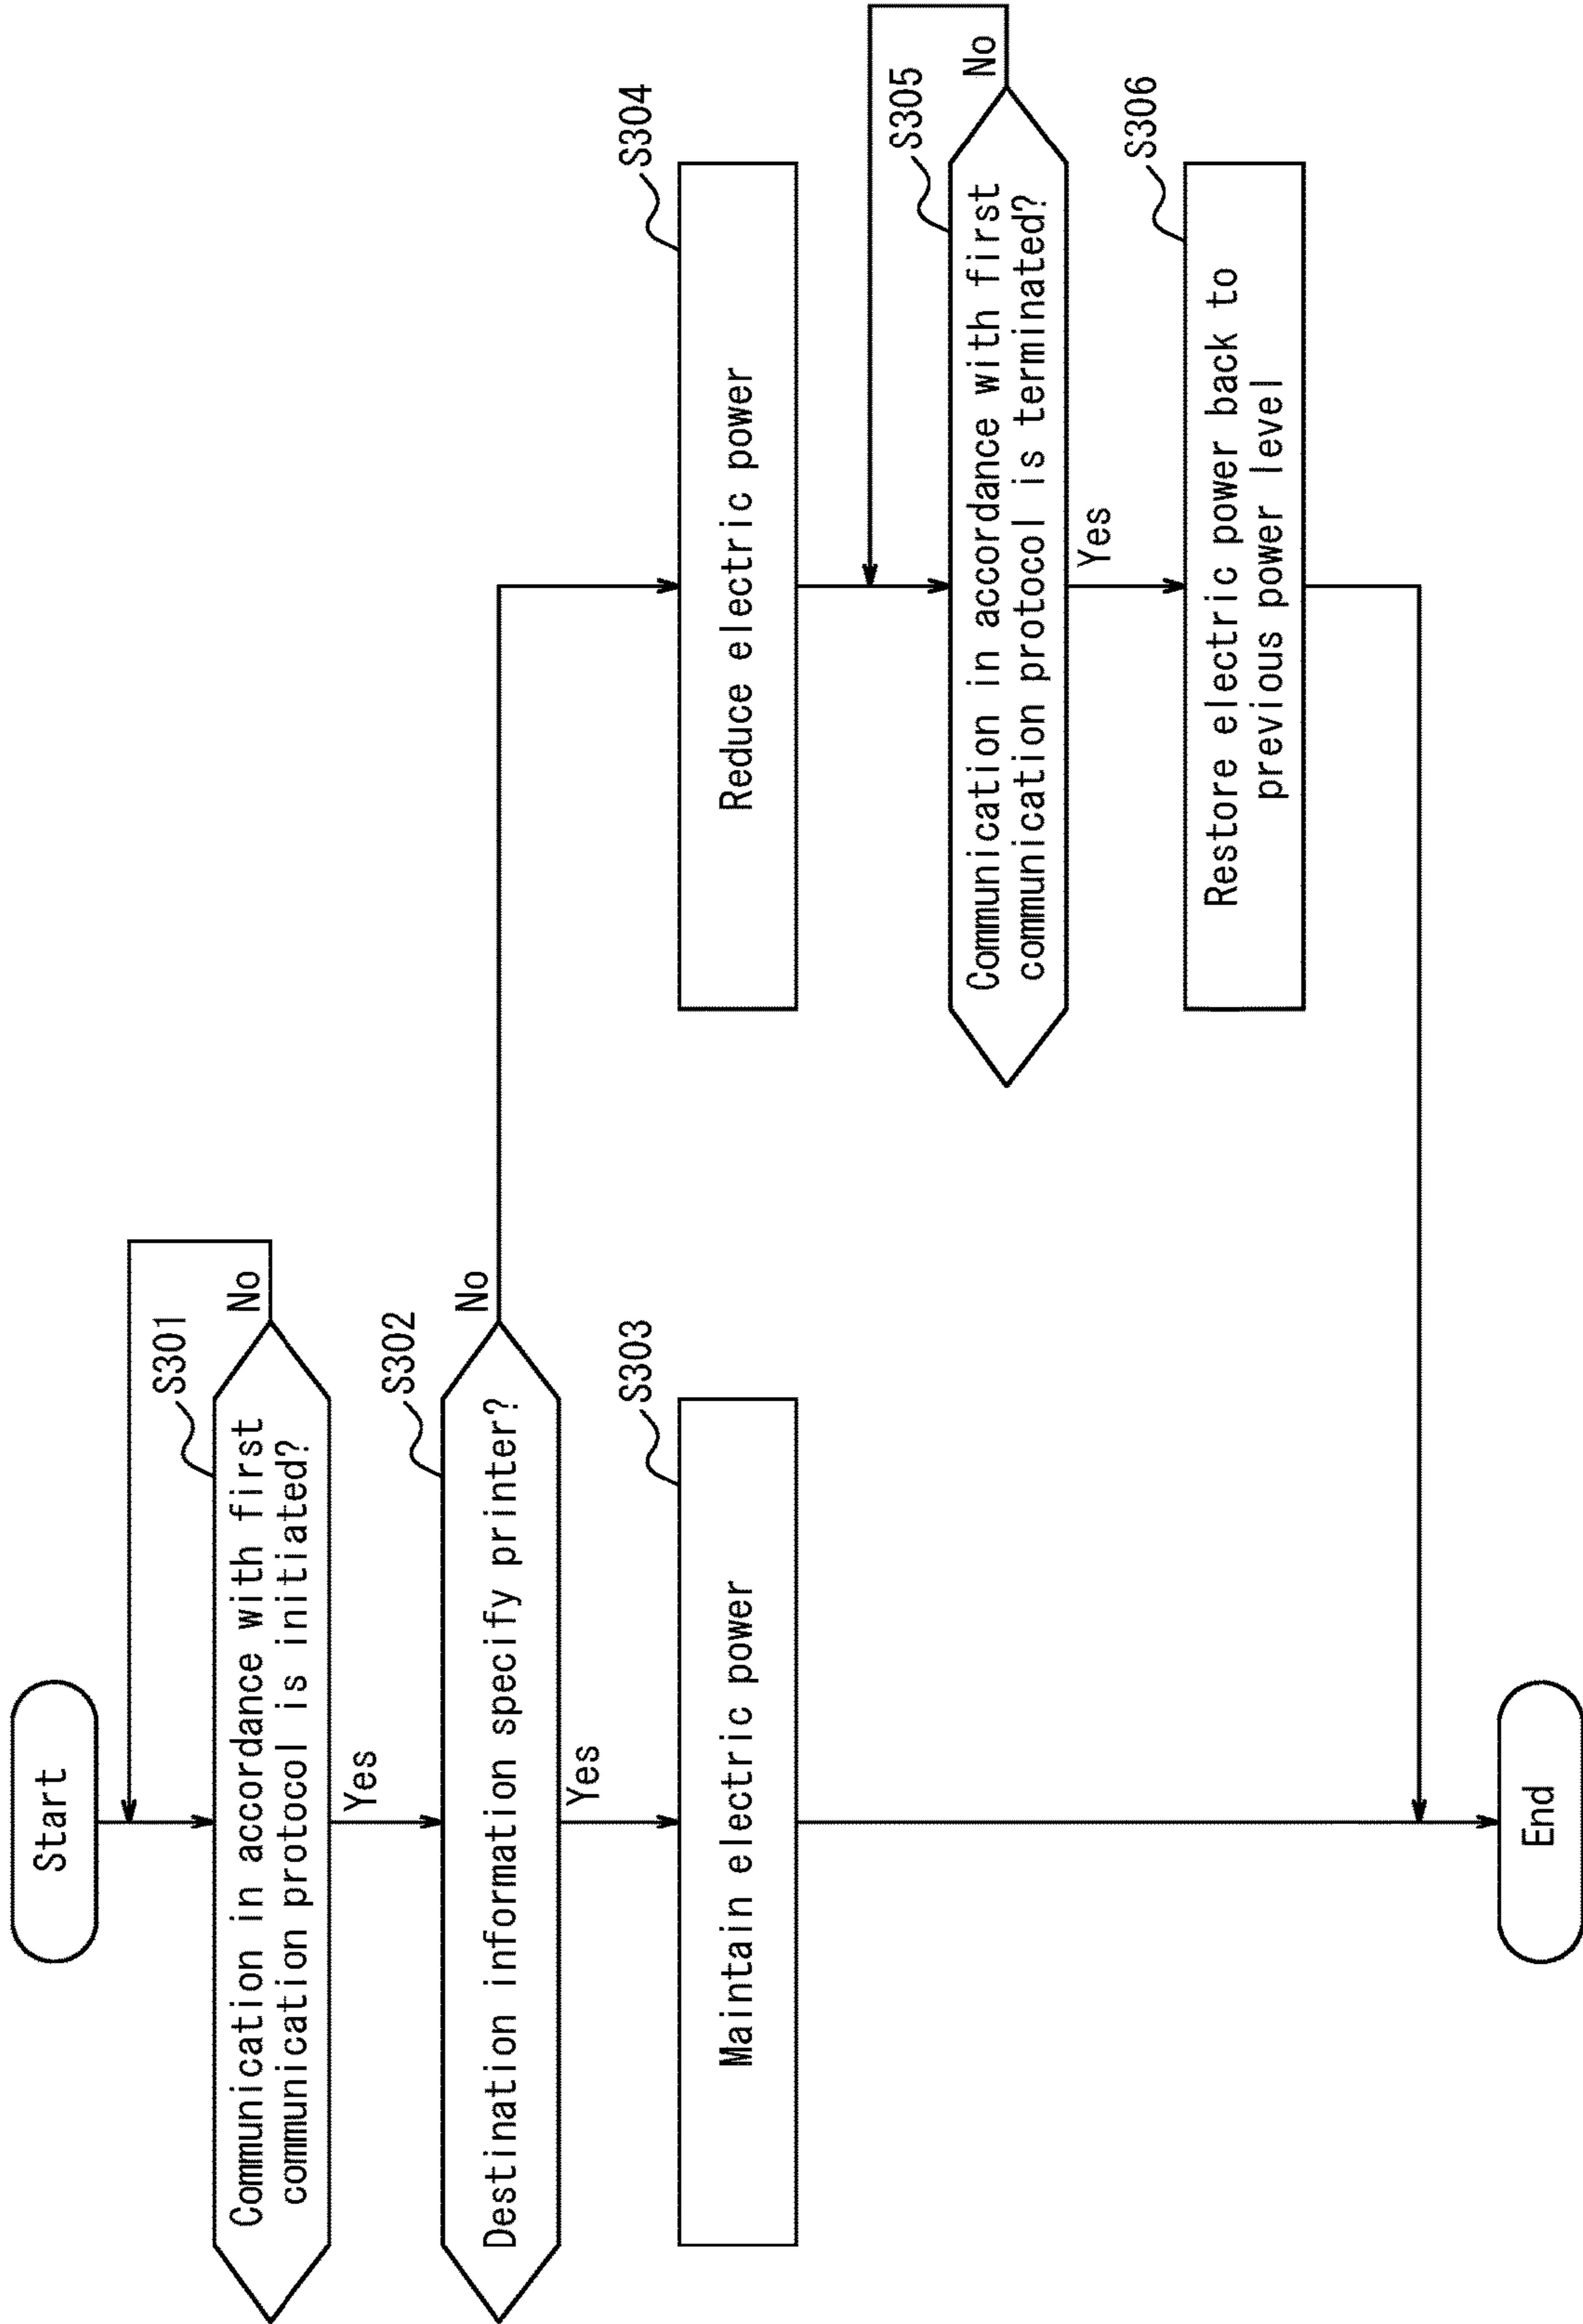 Start
S301
Communication in accordance with first
communication protocol is initiated?
No
Yes
S302
Destination information specify printer?
No
Yes
S303
Maintain electric power
S304
Reduce electric power
S305
Communication in accordance with first
communication protocol is terminated?
No
Yes
S306
Restore electric power back to
previous power level
End